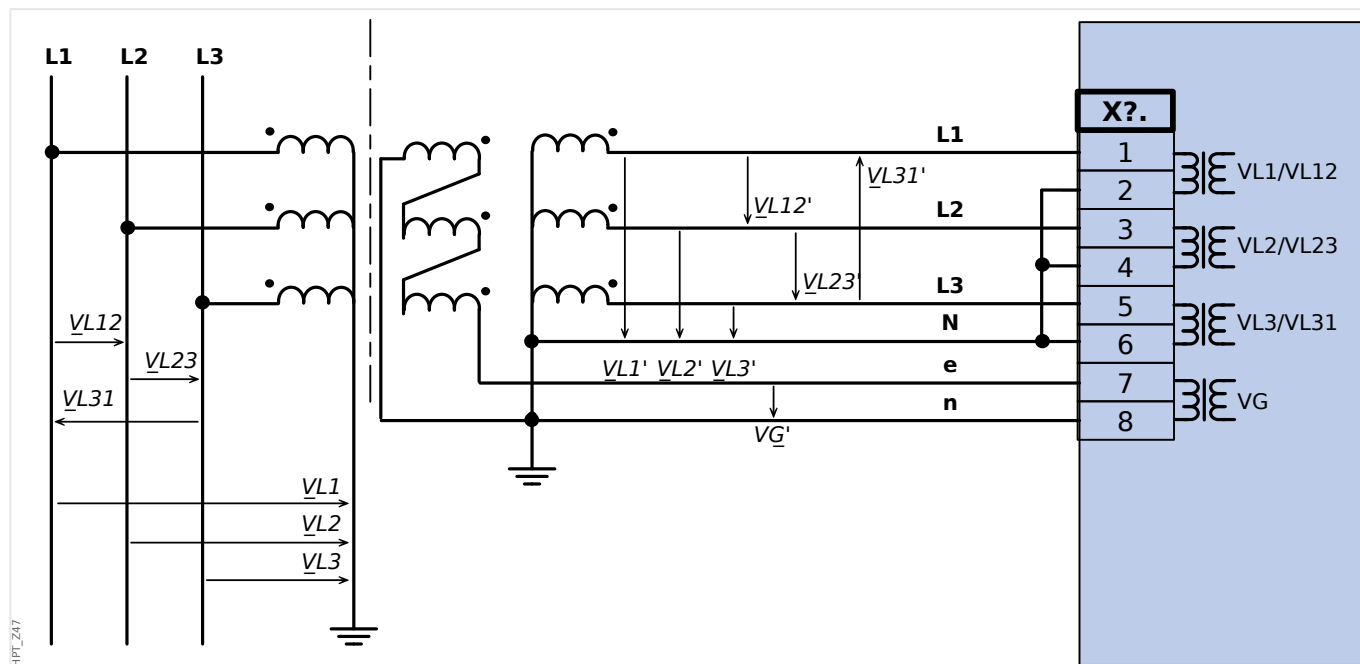 L1 L2 L3
X?.
L1
1
VL31'
VL1/VL12
2
VL12'
L2
3
VL2/VL23
4
VL23'
L3
5
N
VL3/VL31
VL12
6
VL23
VL1' VL2' VL3'
e
7
VL31
n
VG
8
VG'
VL1
VL2
VL3
HPT_Z47